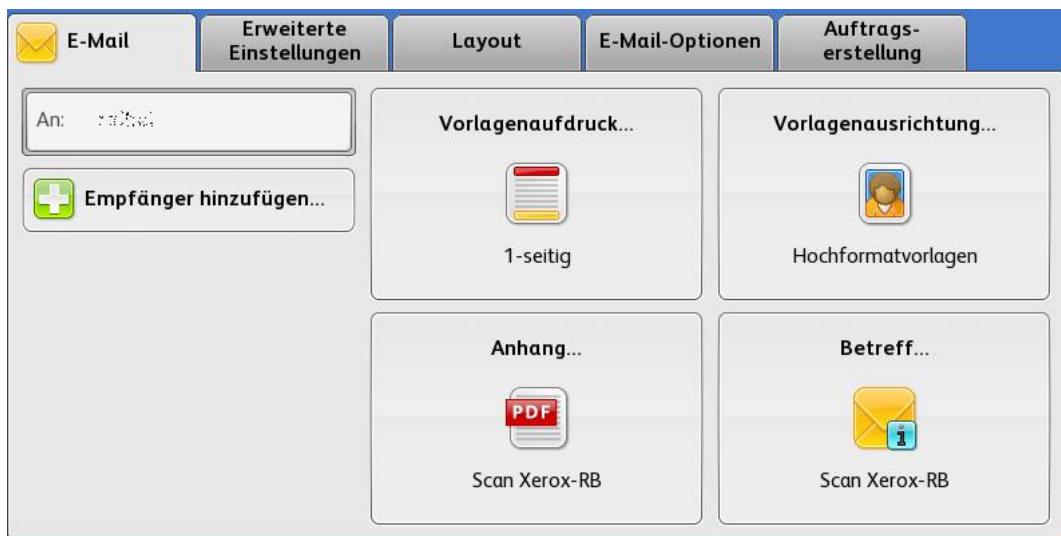 E-Mail
Erweiterte
Einstellungen
Layout
E-Mail-Optionen
Auftrags-
erstellung
An:
Empfänger hinzufügen...
Vorlagenaufdruck...
1-seitig
Vorlagenausrichtung...
Hochformatvorlagen
Anhang...
PDF
Scan Xerox-RB
Betreff...
i
Scan Xerox-RB